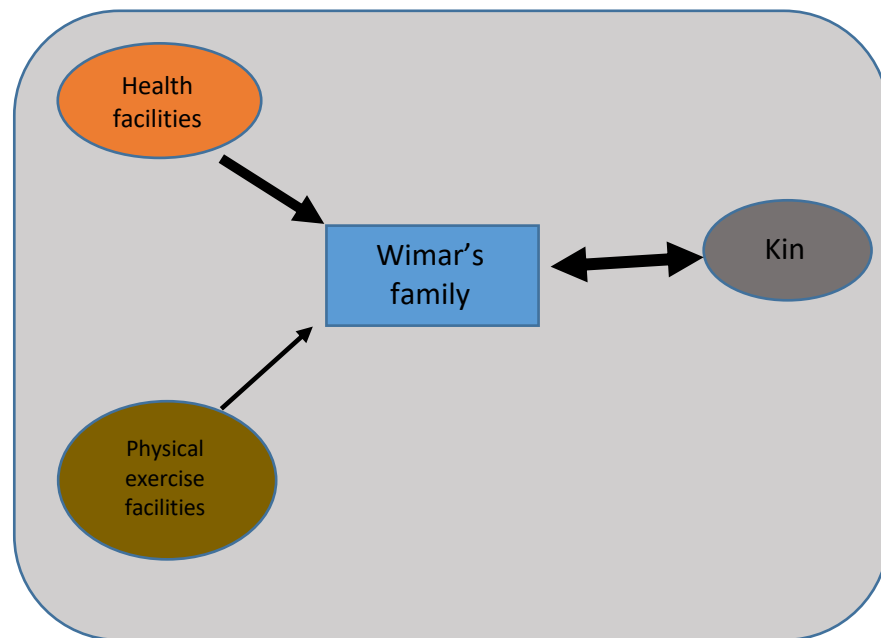 Health
facilities
Wimar’s
family
Kin
Physical
exercise
facilities